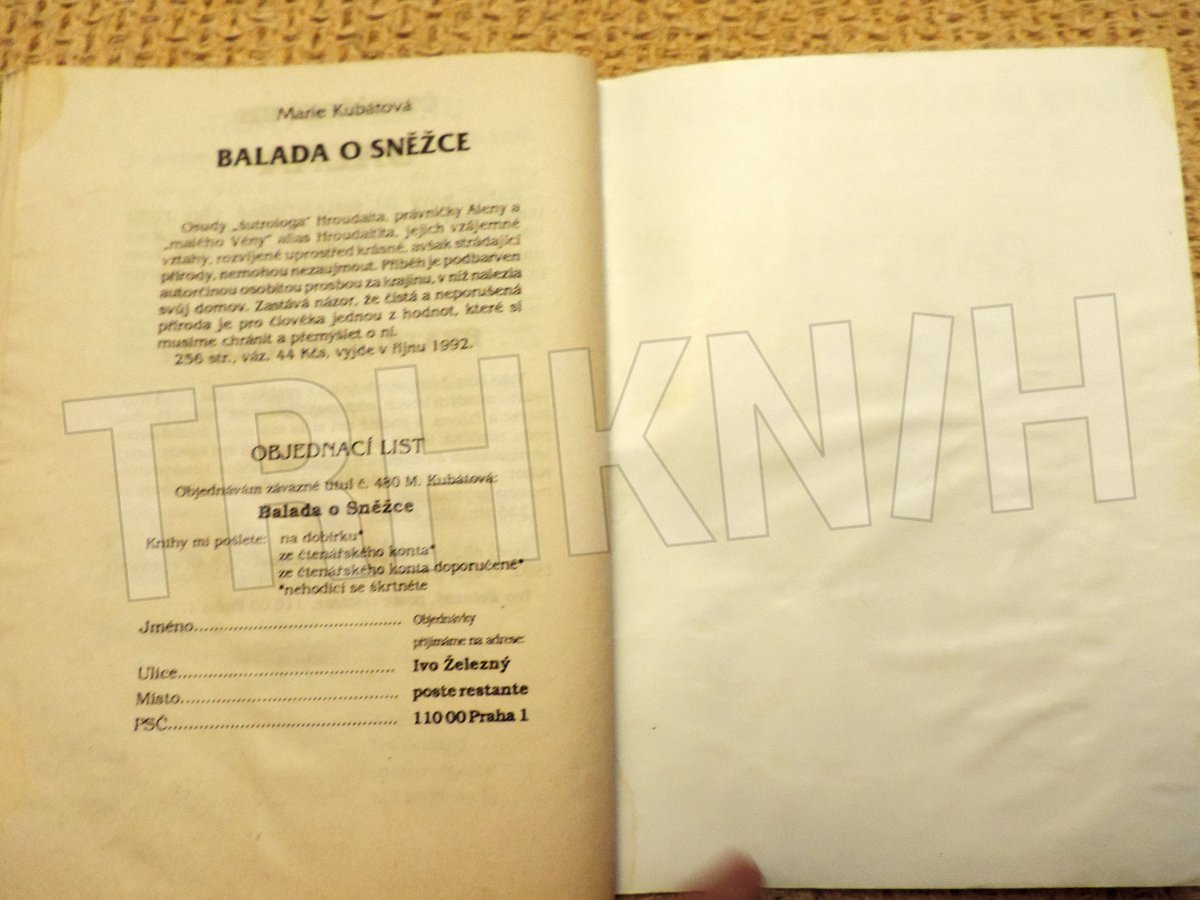 Marie Kubátová
BALADA O SNĚŽCE
Osudy „šutrologa" Hroudaita, právničky Aleny a
„malého Vény" alias Hroudaitita, jejich vzájemné
vztahy, rozvíjené uprostřed krásné, avšak strádající
přírody, nemohou nezaujmout. Příběh je podbarven
autorčinou osobitou prosbou za krajinu, v níž nalezla
svůj domov. Zastává názor, že čistá a neporušená
příroda je pro člověka jednou z hodnot, které si
musíme chránit a přemýšlet o ní.
256 str., váz. 44 Kčs, vyjde v říjnu 1992.
TRHKNIH
OBJEDNACÍ LIST
Objednávám závazně titul č. 480 M. Kubátová:
Balada o Sněžce
Knihy mi pošlete: na dobírku*
ze čtenářského konta*
ze čtenářského konta doporučeně*
*nehodící se škrtněte
Jméno........................................ Objednávky
přijímáme na adrese:
Ulice........................................ Ivo Železný
Místo........................................ poste restante
PSČ........................................ 110 00 Praha 1